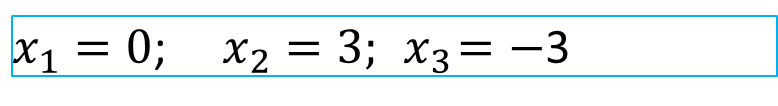 x₁ = 0; x₂ = 3; x₃ = −3